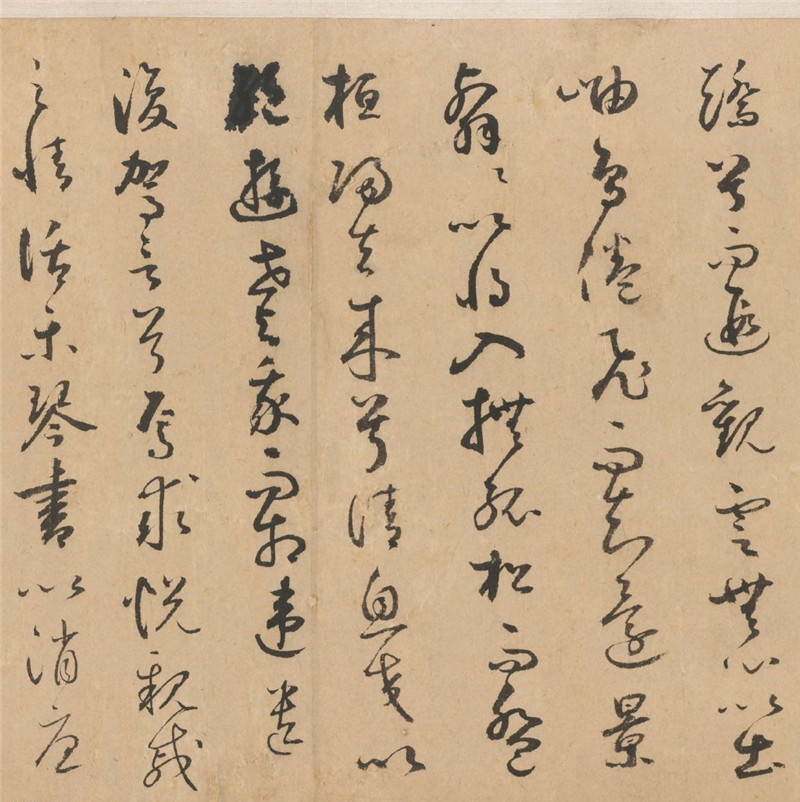 矯首而遐觀雲無心以出
岫鳥倦飛而知還景
翳〻以將入撫孤松而盤
桓歸去來兮請息交以
遊世與我而相違遺
復駕言兮焉求悅親戚
之情話樂琴書以消憂